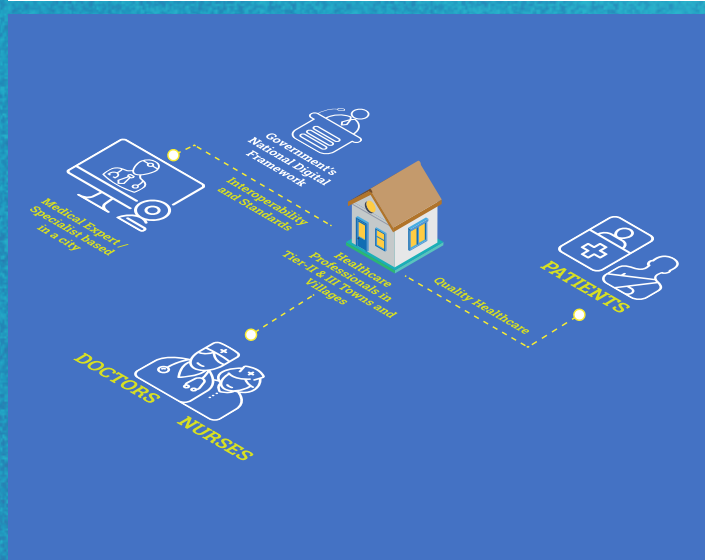 Government's
National Digital
Framework
Interoperability
and Standards
Medical Expert /
Specialist based
in a city
Healthcare
Professionals in
Tier-II & III Towns and
Villages
Quality Healthcare
PATIENTS
DOCTORS
NURSES